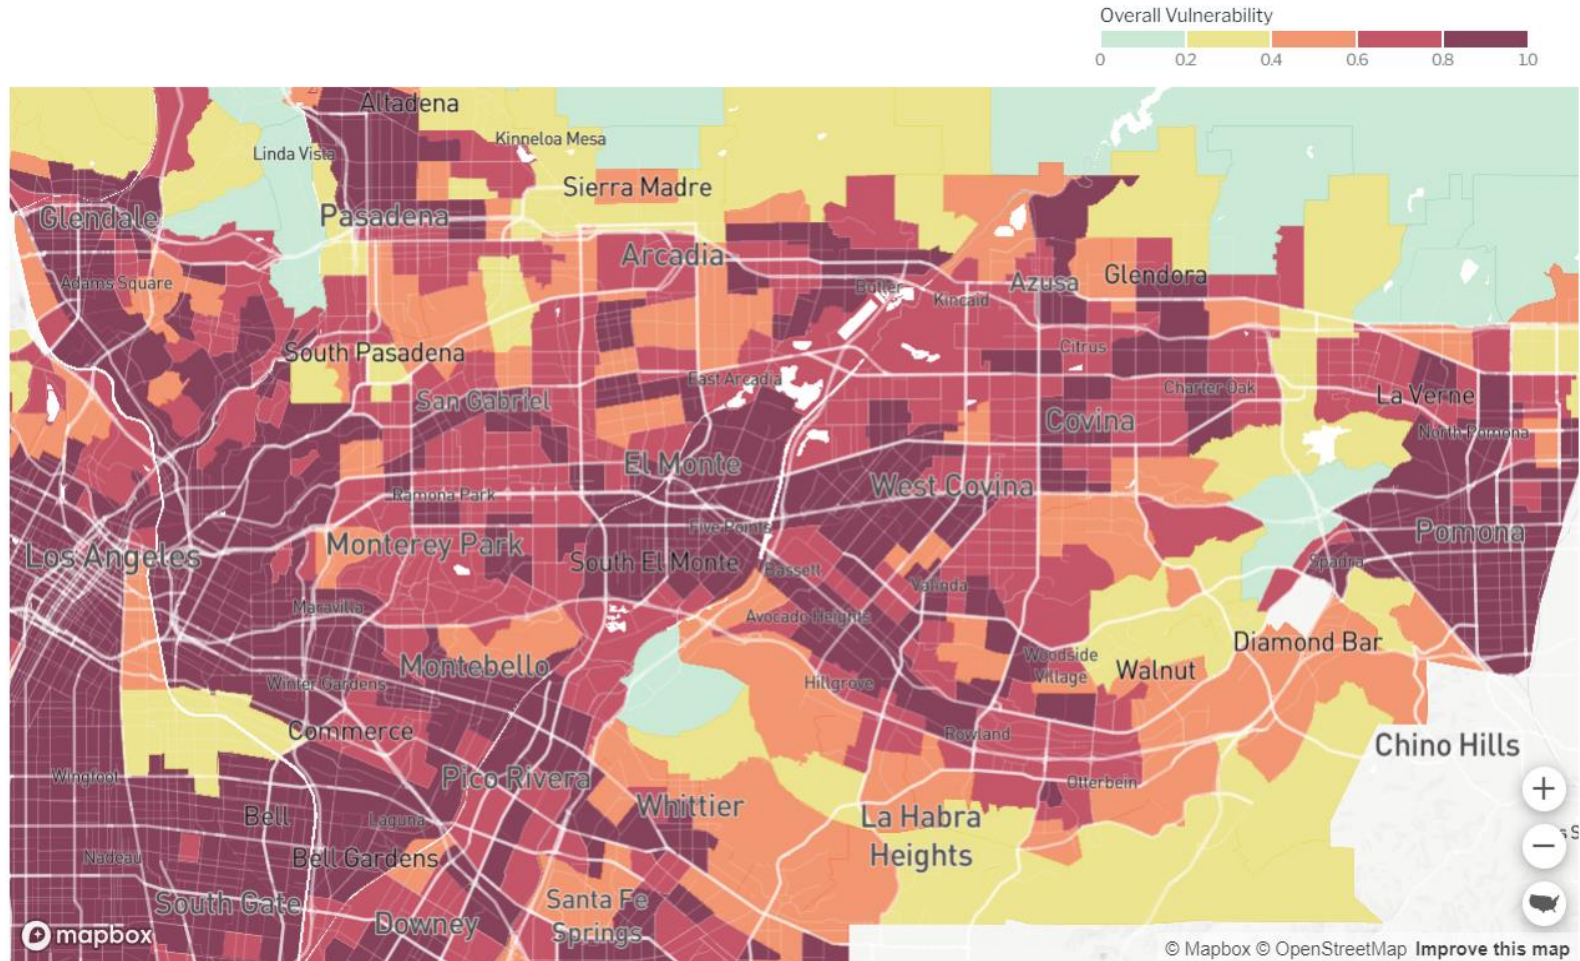 Overall Vulnerability
0 0.2 0.4 0.6 0.8 1.0
Altadena
Kinneloa Mesa
Linda Vista
Sierra Madre
Glendale
Pasadena
Arcadia
Adams Square
Butler
Kincaid
Azusa
Glendora
South Pasadena
Citrus
East Arcadia
Charter Oak
La Verne
San Gabriel
Covina
North Pomona
El Monte
West Covina
Ramona Park
Five Points
Pomona
Los Angeles
Monterey Park
South El Monte
Bassett
Spadra
Valinda
Maravilla
Avocado Heights
Diamond Bar
Montebello
Woodside
Village
Walnut
Winter Gardens
Hillgrove
Commerce
Rowland
Chino Hills
Wingfoot
Pico Rivera
Otterbein
Whittier
Bell
Laguna
La Habra
Heights
Nadeau
Bell Gardens
South Gate
Santa Fe
Springs
Downey
mapbox
© Mapbox © OpenStreetMap Improve this map